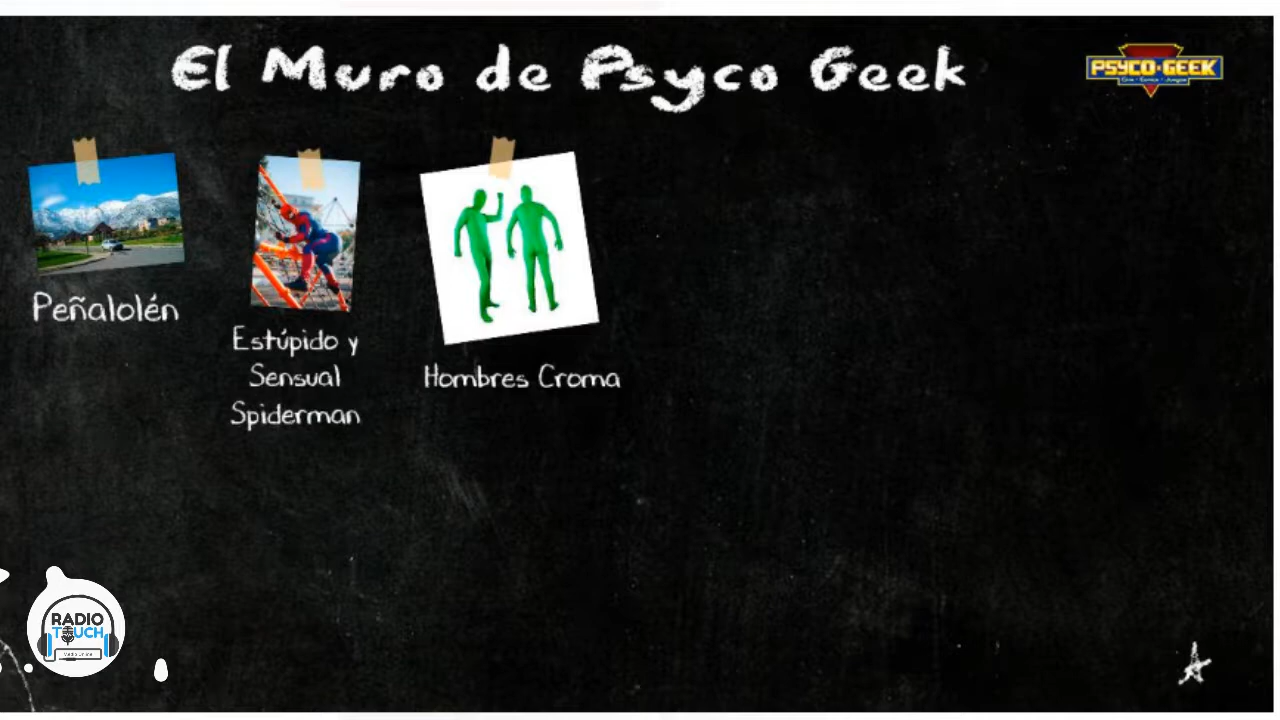 El Muro de Psyco Geek
PSYCO-GEEK
Peñalolén
Estúpido y
Sensual
Spiderman
Hombres Croma
RADIO
TOUCH